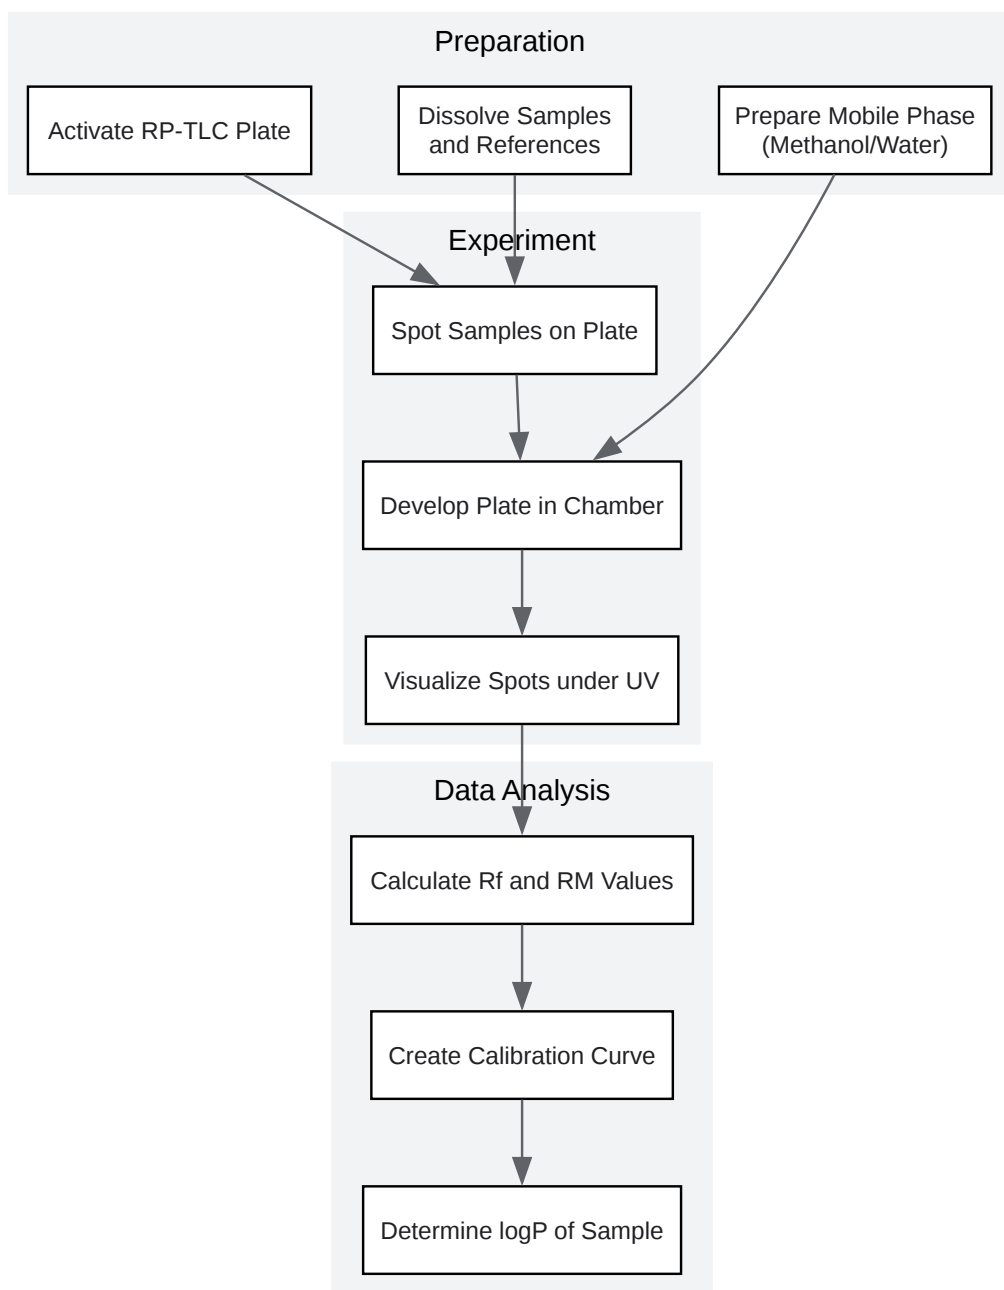 Preparation
Activate RP-TLC Plate
Dissolve Samples
and References
Prepare Mobile Phase
(Methanol/Water)
Experiment
Spot Samples on Plate
Develop Plate in Chamber
Visualize Spots under UV
Data Analysis
Calculate Rf and RM Values
Create Calibration Curve
Determine logP of Sample